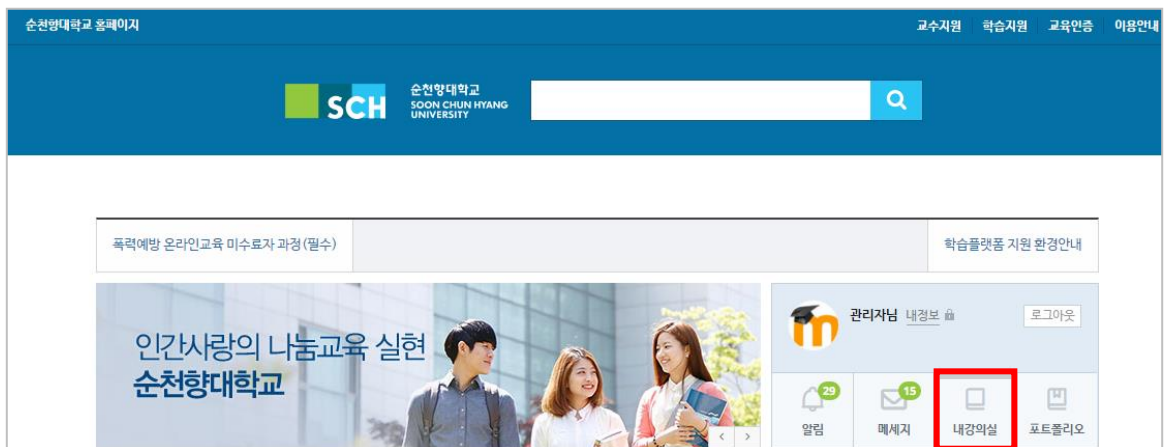 순천향대학교 홈페이지
교수지원 학습지원 교육인증 이용안내
SCH
순천향대학교
SOON CHUN HYANG
UNIVERSITY
폭력예방 온라인교육 미수료자 과정(필수)
학습플랫폼 지원 환경안내
인간사랑의 나눔교육 실현
순천향대학교
관리자님 내정보
로그아웃
29
15
알림
메세지
내강의실
포트폴리오